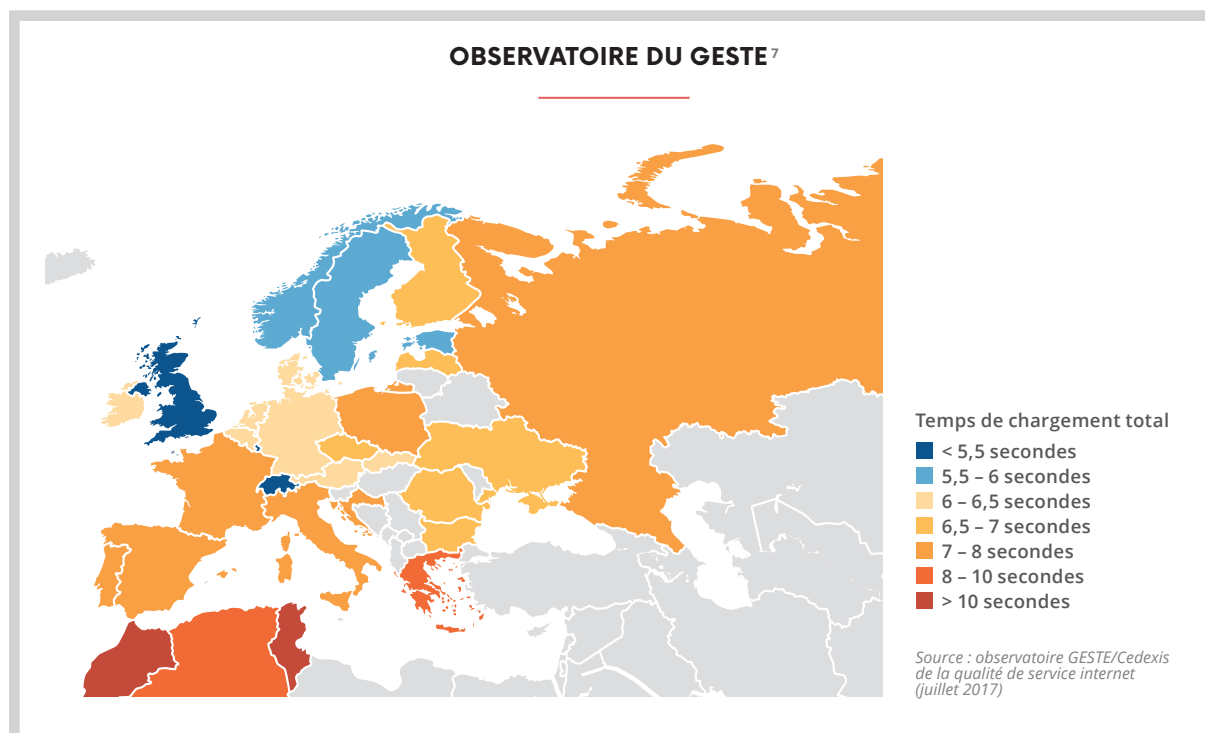 OBSERVATOIRE DU GESTE 7
Temps de chargement total
< 5,5 secondes
5,5 – 6 secondes
6 – 6,5 secondes
6,5 – 7 secondes
7 – 8 secondes
8 – 10 secondes
> 10 secondes
Source : observatoire GESTE/Cedexis
de la qualité de service internet
(juillet 2017)